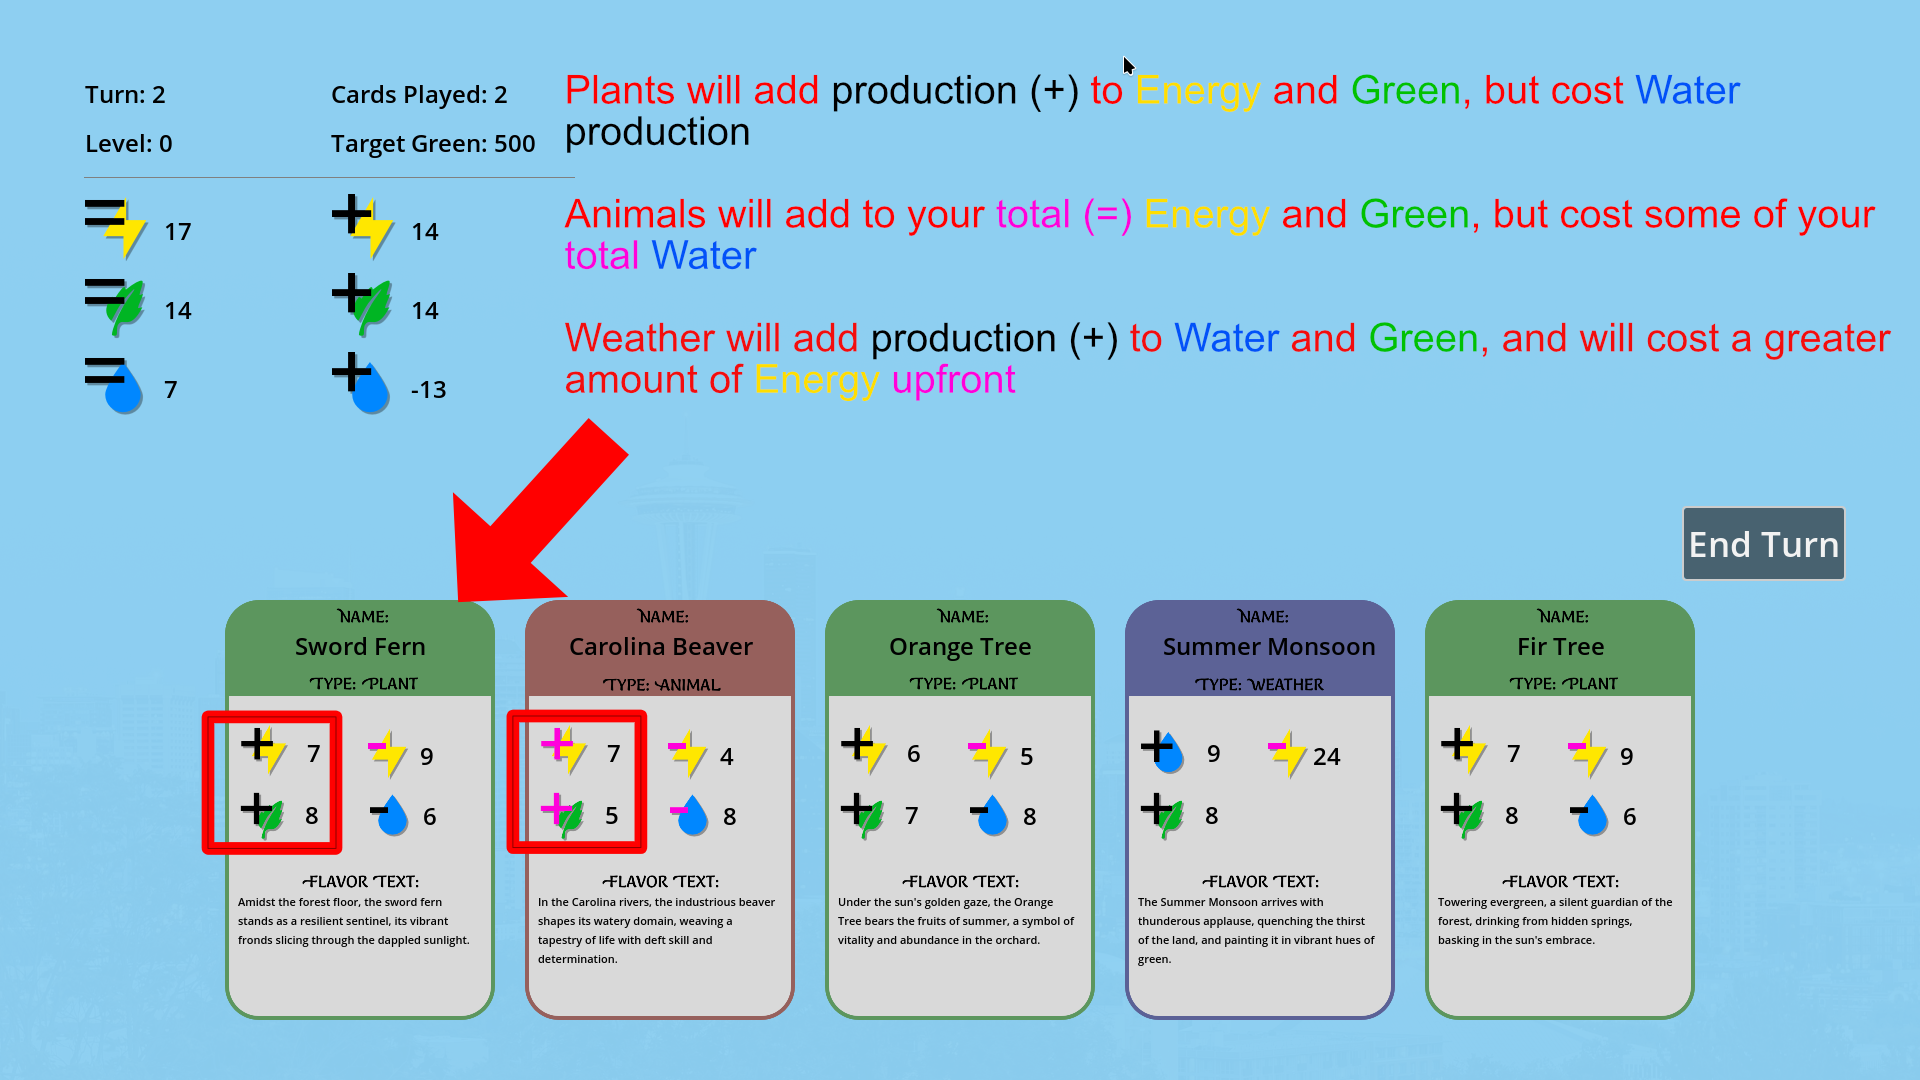 Turn: 2
Cards Played: 2
Level: 0
Target Green: 500
17
14
14
14
7
-13
Plants will add production (+) to Energy and Green, but cost Water
production
Animals will add to your total (=) Energy and Green, but cost some of your
total Water
Weather will add production (+) to Water and Green, and will cost a greater
amount of Energy upfront
End Turn
NAME:
Sword Fern
TYPE: PLANT
+ 7 - 9
+ 8 - 6
FLAVOR TEXT:
Amidst the forest floor, the sword fern
stands as a resilient sentinel, its vibrant
fronds slicing through the dappled sunlight.
NAME:
Carolina Beaver
TYPE: ANIMAL
+ 7 - 4
+ 5 - 8
FLAVOR TEXT:
In the Carolina rivers, the industrious beaver
shapes its watery domain, weaving a
tapestry of life with deft skill and
determination.
NAME:
Orange Tree
TYPE: PLANT
+ 6 - 5
+ 7 - 8
FLAVOR TEXT:
Under the sun's golden gaze, the Orange
Tree bears the fruits of summer, a symbol of
vitality and abundance in the orchard.
NAME:
Summer Monsoon
TYPE: WEATHER
+ 9 - 24
+ 8
FLAVOR TEXT:
The Summer Monsoon arrives with
thunderous applause, quenching the thirst
of the land, and painting it in vibrant hues of
green.
NAME:
Fir Tree
TYPE: PLANT
+ 7 - 9
+ 8 - 6
FLAVOR TEXT:
Towering evergreen, a silent guardian of the
forest, drinking from hidden springs,
basking in the sun's embrace.